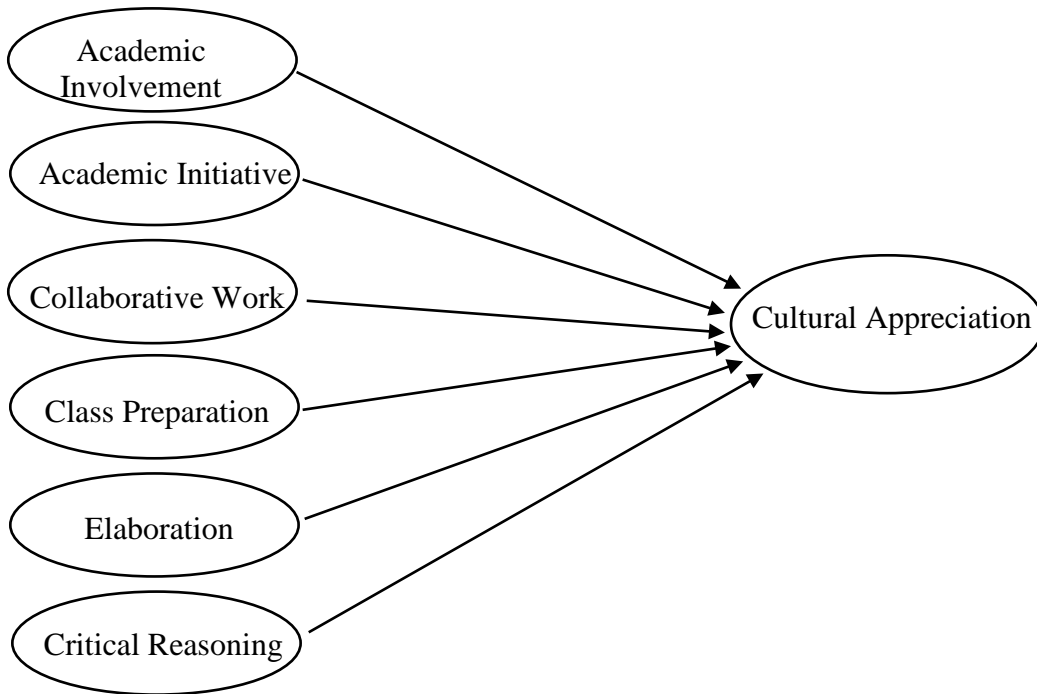 Academic
Involvement
Academic Initiative
Collaborative Work
Cultural Appreciation
Class Preparation
Elaboration
Critical Reasoning